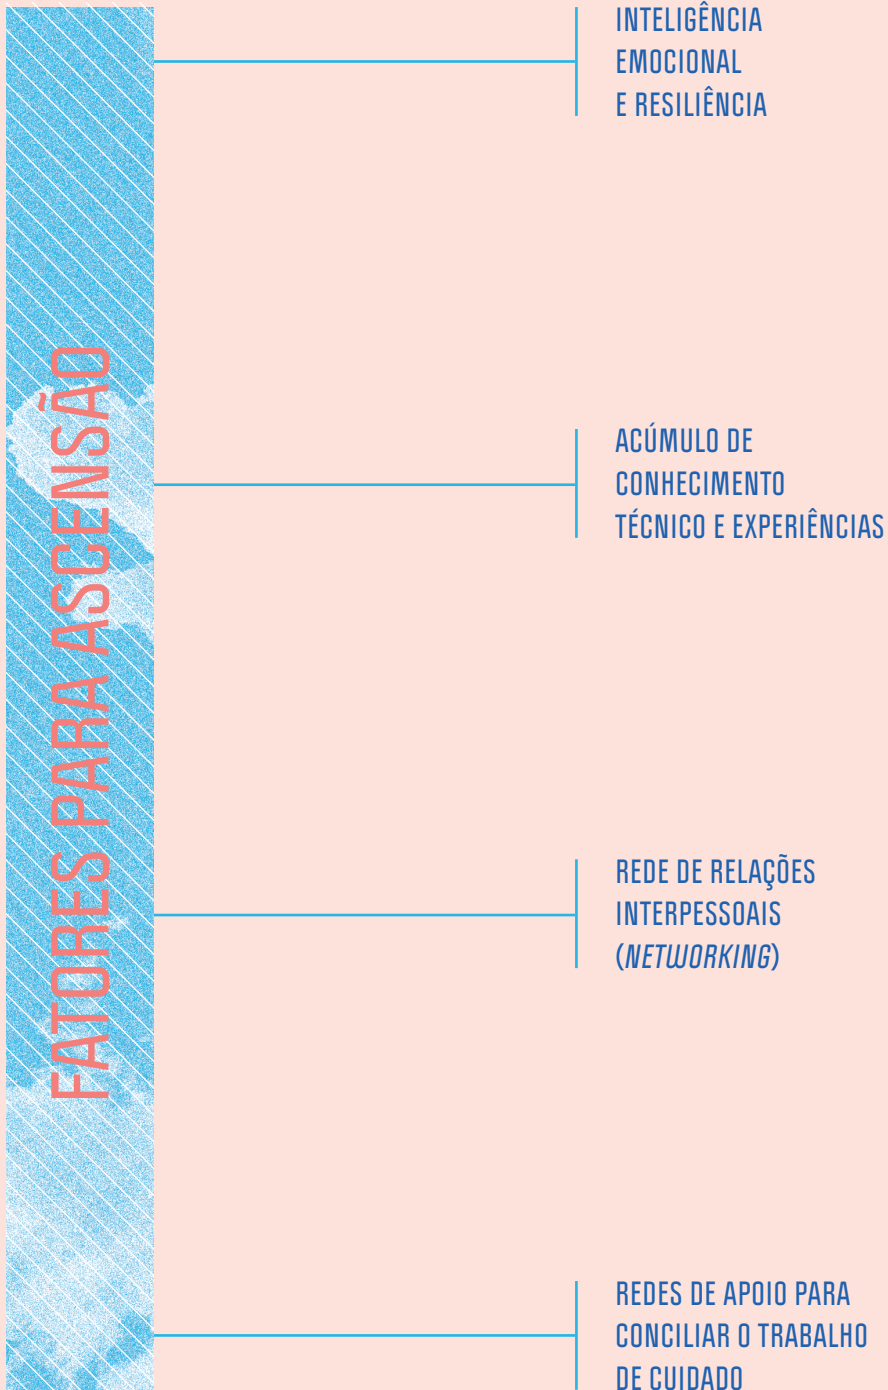 FATORES PARA ASCENSÃO
INTELIGÊNCIA
EMOCIONAL
E RESILIÊNCIA
ACÚMULO DE
CONHECIMENTO
TÉCNICO E EXPERIÊNCIAS
REDE DE RELAÇÕES
INTERPESSOAIS
(NETWORKING)
REDES DE APOIO PARA
CONCILIAR O TRABALHO
DE CUIDADO